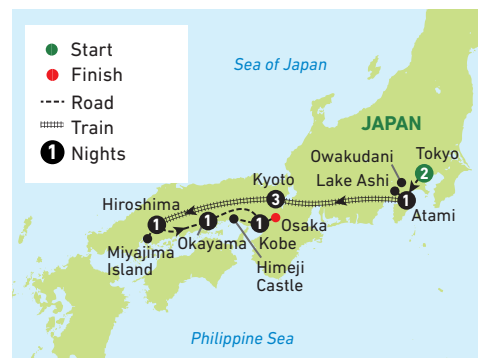 Start
Finish
Road
Train
1 Nights
Sea of Japan
JAPAN
Owakudani
Tokyo
2
Lake Ashi
1
Atami
Kyoto
3
Hiroshima
1
Okayama
1
1
Kobe
Osaka
Miyajima
Island
Himeji
Castle
Philippine Sea